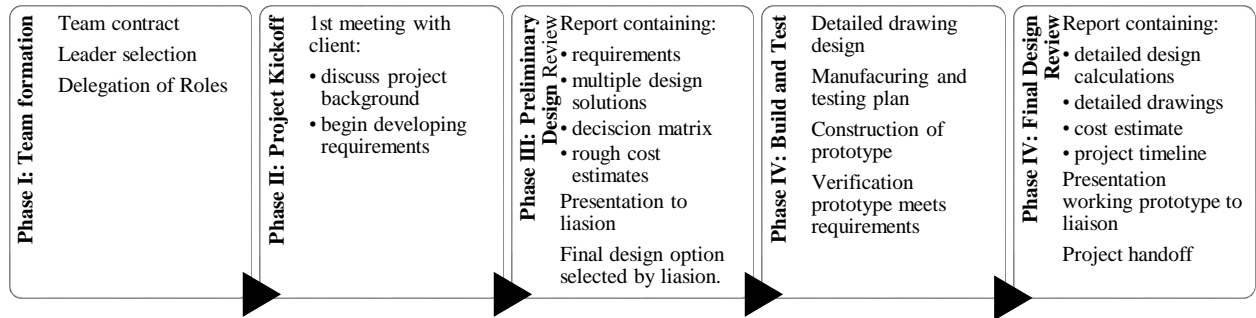 Phase I: Team formation
Team contract
Leader selection
Delegation of Roles
Phase II: Project Kickoff
1st meeting with
client:
• discuss project
background
• begin developing
requirements
Phase III: Preliminary
Design Review
Report containing:
• requirements
• multiple design
solutions
• deciscion matrix
• rough cost
estimates
Presentation to
liasion
Final design option
selected by liasion.
Phase IV: Build and Test
Detailed drawing
design
Manufacuring and
testing plan
Construction of
prototype
Verification
prototype meets
requirements
Phase IV: Final Design
Review
Report containing:
• detailed design
calculations
• detailed drawings
• cost estimate
• project timeline
Presentation
working prototype to
liaison
Project handoff